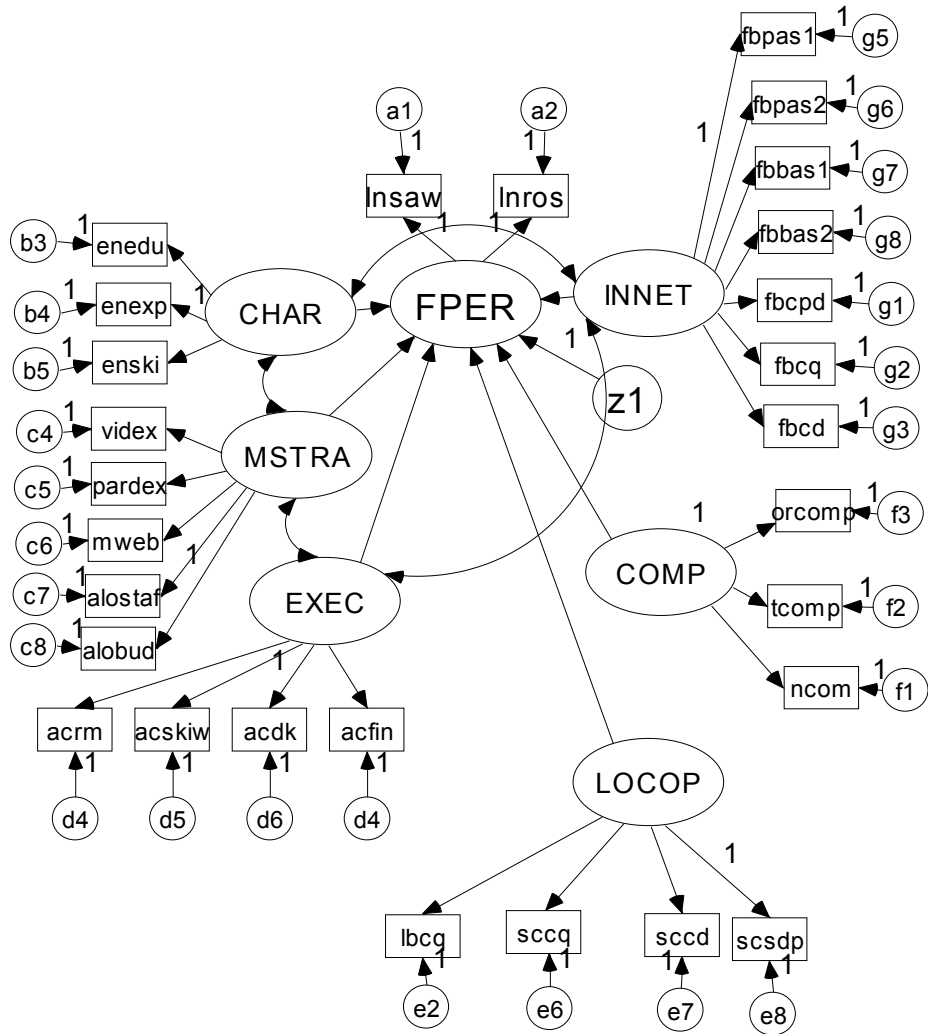 1
fbpas1
g5
1
fbpas2
g6
a1
a2
1
1
1
1
fbbas1
g7
lnsaw
lnros
1
fbbas2
g8
b3
1
enedu
1
1
INNET
1
fbcpd
g1
b4
1
enexp
1
CHAR
FPER
1
fbcq
g2
b5
1
enski
1
z1
1
fbcd
g3
c4
1
videx
MSTRA
c5
1
pardex
1
orcomp
1
f3
c6
1
mweb
COMP
c7
1
alostaf
1
EXEC
tcomp
1
f2
c8
1
alobud
1
ncom
1
f1
acrm
acskiw
acdk
acfin
1
1
1
1
LOCOP
d4
d5
d6
d4
1
lbcq
sccq
sccd
scsdp
1
1
1
1
e2
e6
e7
e8